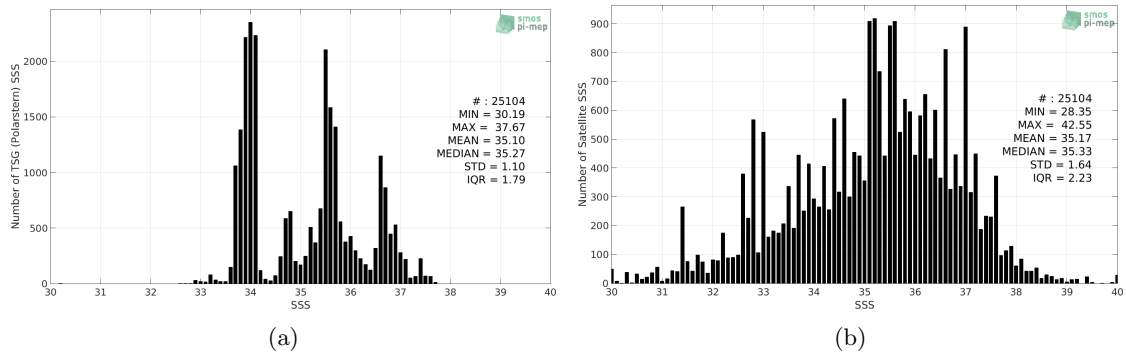 smos
pi-mep
Number of TSG (Polarstern) SSS
2000
1500
1000
500
0
# : 25104
MIN = 30.19
MAX = 37.67
MEAN = 35.10
MEDIAN = 35.27
STD = 1.10
IQR = 1.79
30 31 32 33 34 35 36 37 38 39 40
SSS
(a)
smos
pi-mep
Number of Satellite SSS
900
800
700
600
500
400
300
200
100
0
# : 25104
MIN = 28.35
MAX = 42.55
MEAN = 35.17
MEDIAN = 35.33
STD = 1.64
IQR = 2.23
30 31 32 33 34 35 36 37 38 39 40
SSS
(b)